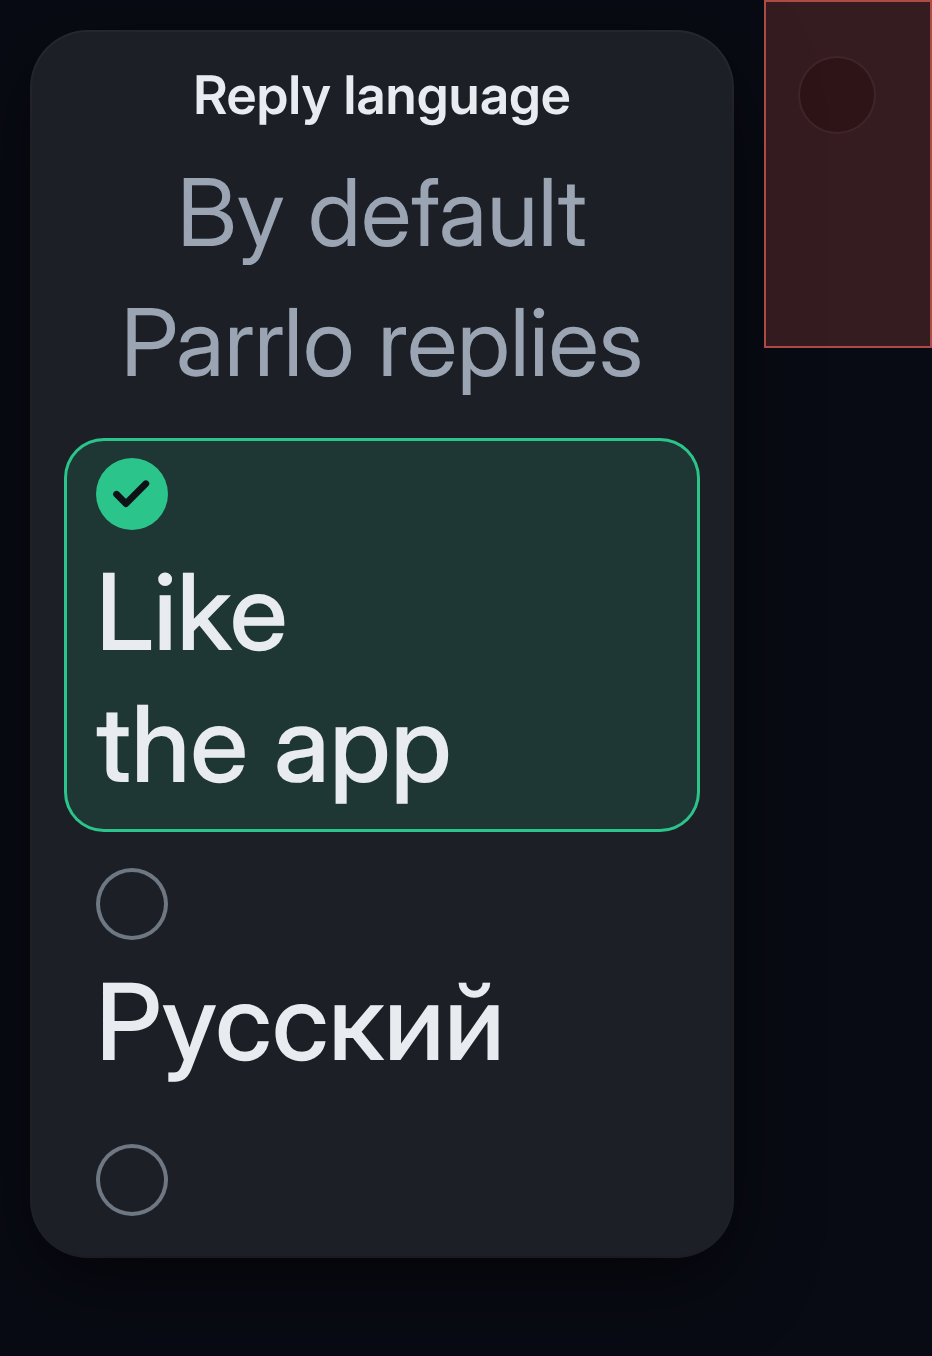 Reply language
By default
Parrlo replies
Like
the app
Русский